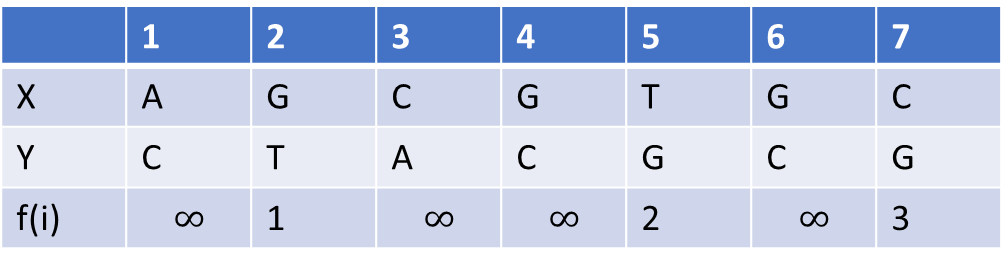 1 2 3 4 5 6 7
X A G C G T G C
Y C T A C G C G
f(i) ∞ 1 ∞ ∞ 2 ∞ 3